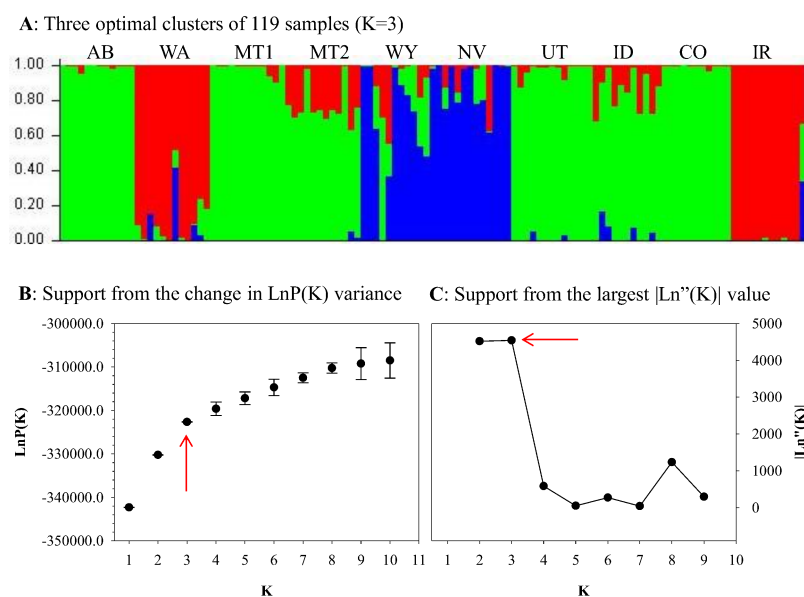 A: Three optimal clusters of 119 samples (K=3)
AB WA MT1 MT2 WY NV UT ID CO IR
1.00
0.80
0.60
0.40
0.20
0.00
B: Support from the change in LnP(K) variance
-300000.0
-310000.0
-320000.0
-330000.0
-340000.0
-350000.0
LnP(K)
1 2 3 4 5 6 7 8 9 10 11
K
C: Support from the largest |Ln”(K)| value
5000
4000
3000
2000
1000
0
|Ln"(K)|
1 2 3 4 5 6 7 8 9 10
K